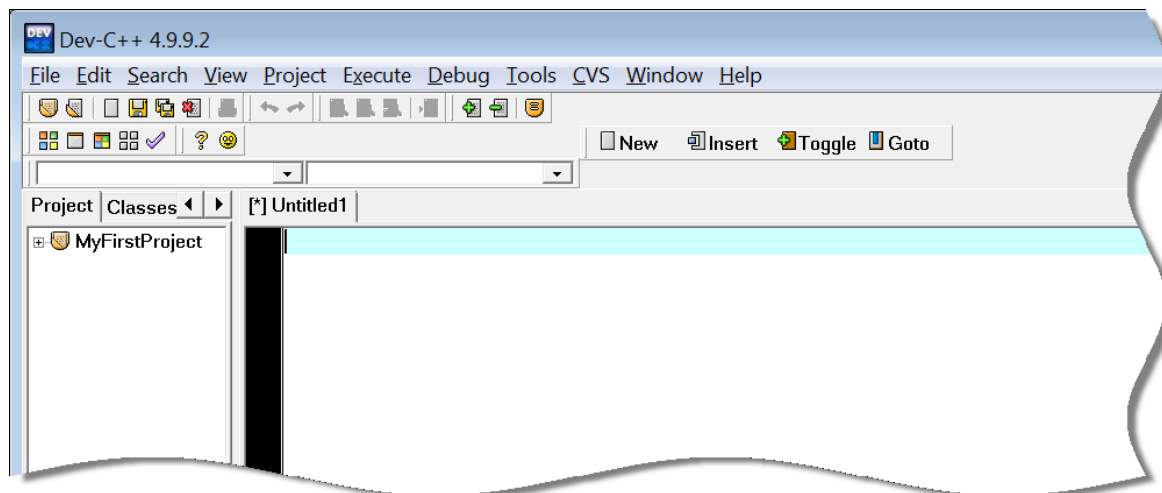 DEV Dev-C++ 4.9.9.2
File Edit Search View Project Execute Debug Tools CVS Window Help
New Insert Toggle Goto
Project Classes [*] Untitled1
MyFirstProject